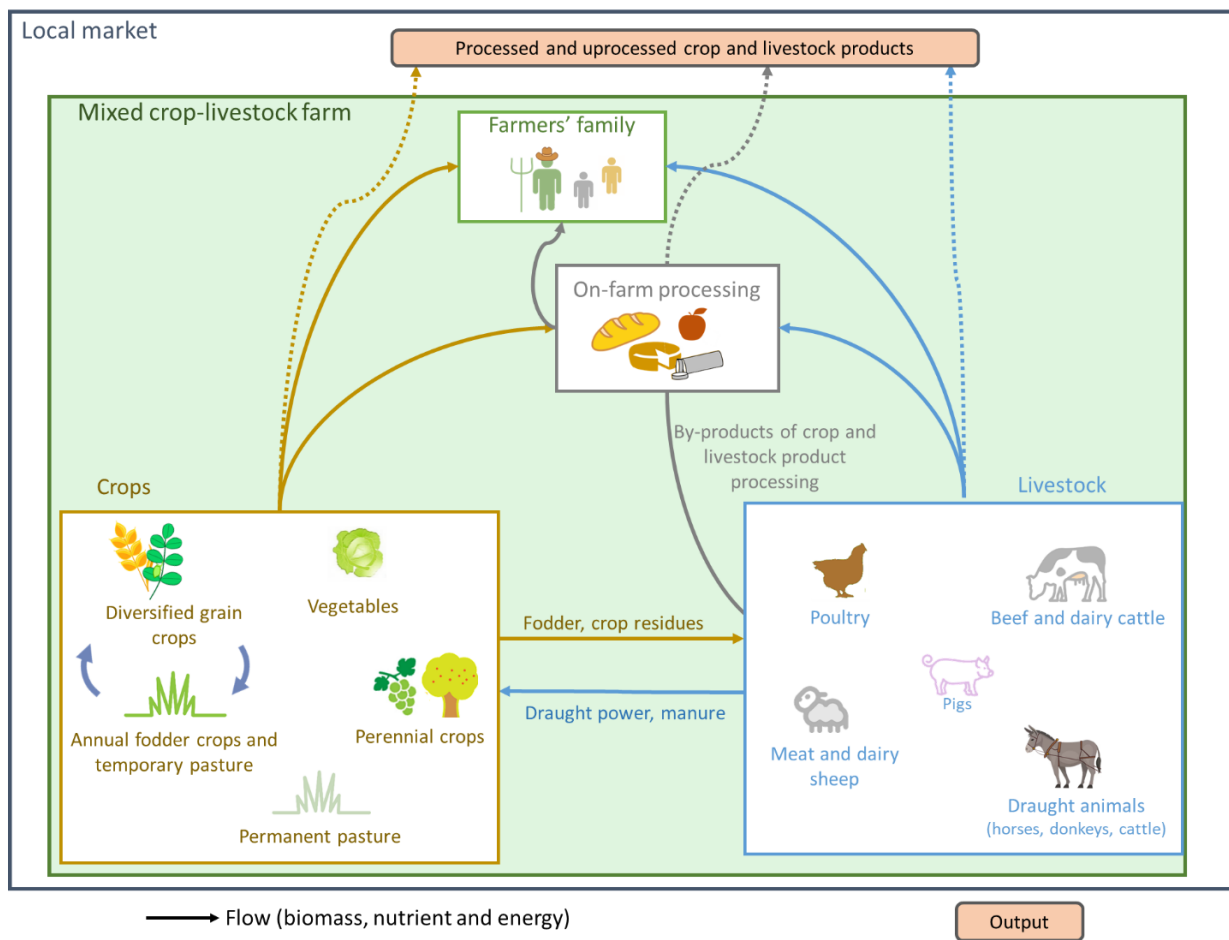 Local market
Processed and uprocessed crop and livestock products
Mixed crop-livestock farm
Farmers' family
On-farm processing
By-products of crop and
livestock product
processing
Crops
Livestock
Diversified grain
crops
Vegetables
Poultry
Beef and dairy cattle
Fodder, crop residues
Pigs
Draught power, manure
Annual fodder crops and
temporary pasture
Perennial crops
Meat and dairy
sheep
Permanent pasture
Draught animals
(horses, donkeys, cattle)
Flow (biomass, nutrient and energy)
Output